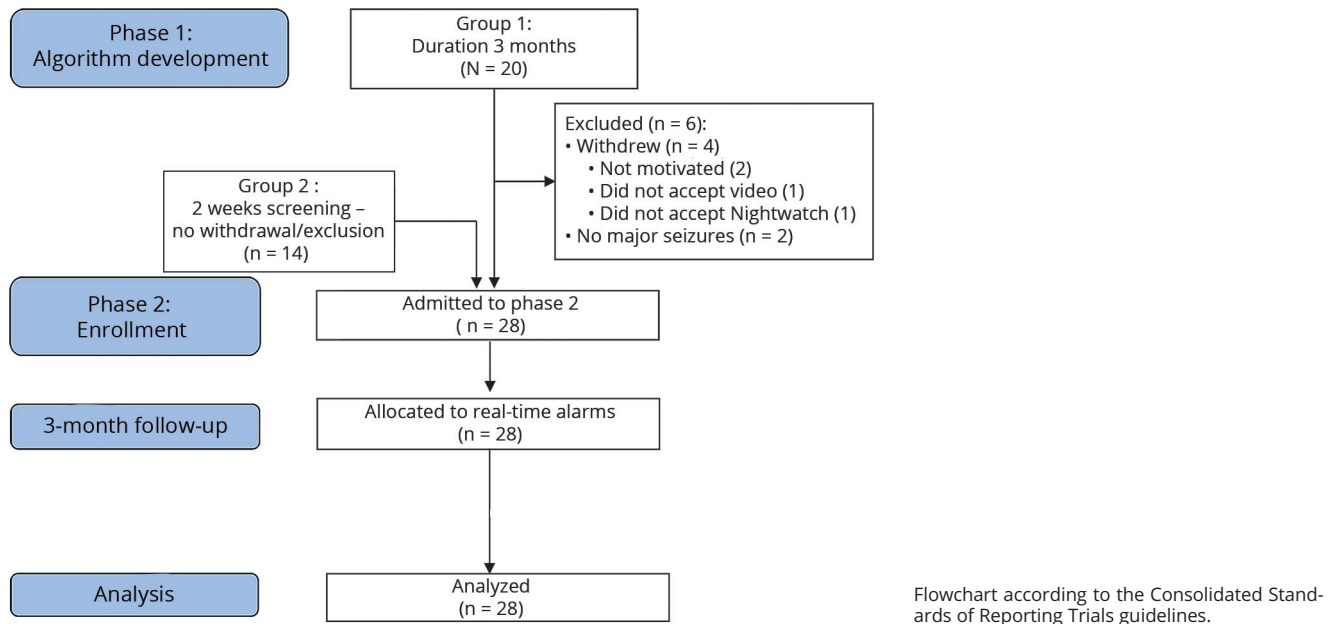 Phase 1:
Algorithm development
Group 1:
Duration 3 months
(N = 20)
Excluded (n = 6):
• Withdrew (n = 4)
• Not motivated (2)
• Did not accept video (1)
• Did not accept Nightwatch (1)
• No major seizures (n = 2)
Group 2 :
2 weeks screening –
no withdrawal/exclusion
(n = 14)
Phase 2:
Enrollment
Admitted to phase 2
( n = 28)
3-month follow-up
Allocated to real-time alarms
(n = 28)
Analysis
Analyzed
(n = 28)
Flowchart according to the Consolidated Stand-
ards of Reporting Trials guidelines.